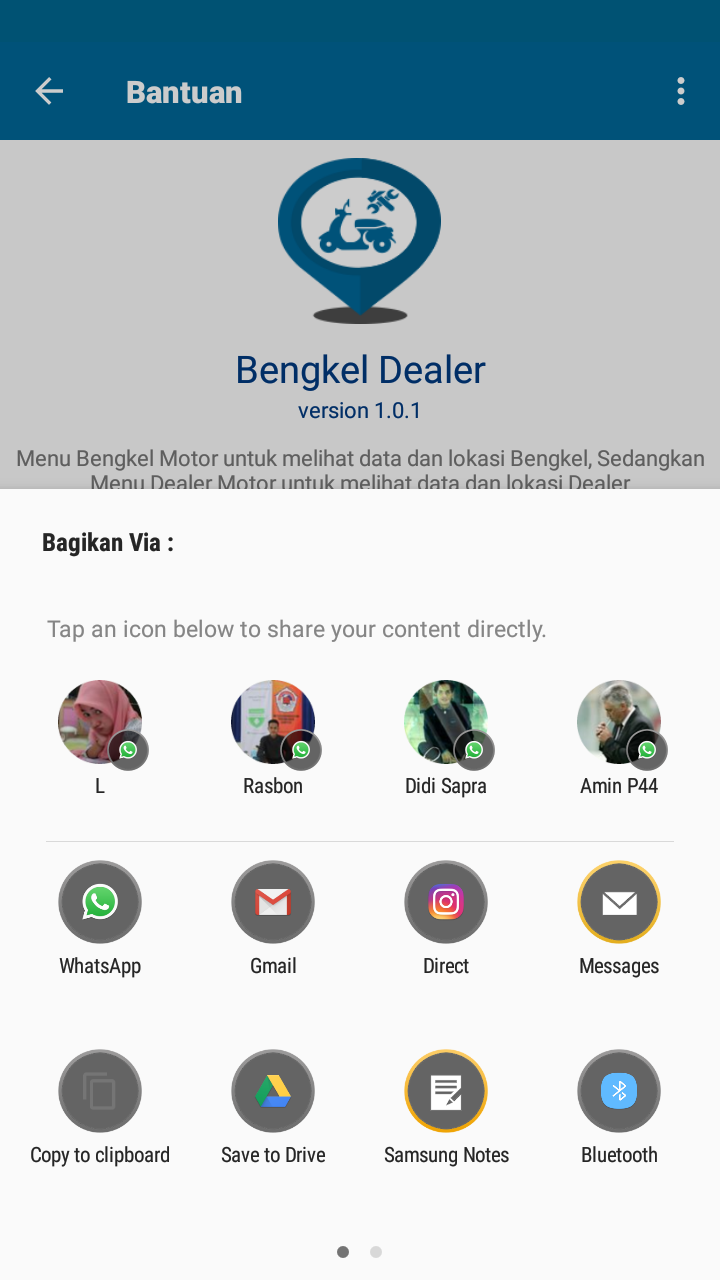 Bantuan
Bengkel Dealer
version 1.0.1
Menu Bengkel Motor untuk melihat data dan lokasi Bengkel, Sedangkan
Menu Dealer Motor untuk melihat data dan lokasi Dealer
Bagikan Via :
Tap an icon below to share your content directly.
L
Rasbon
Didi Sapra
Amin P44
WhatsApp
Gmail
Direct
Messages
Copy to clipboard
Save to Drive
Samsung Notes
Bluetooth